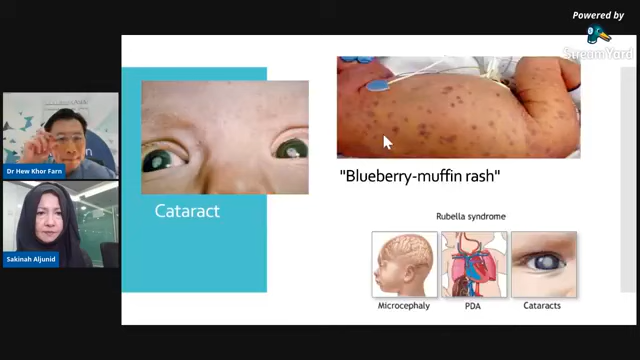 Powered by
StreamYard
Dr Hew Khor Farn
Sakinah Aljunid
Cataract
"Blueberry-muffin rash"
Rubella syndrome
Microcephaly
PDA
Cataracts